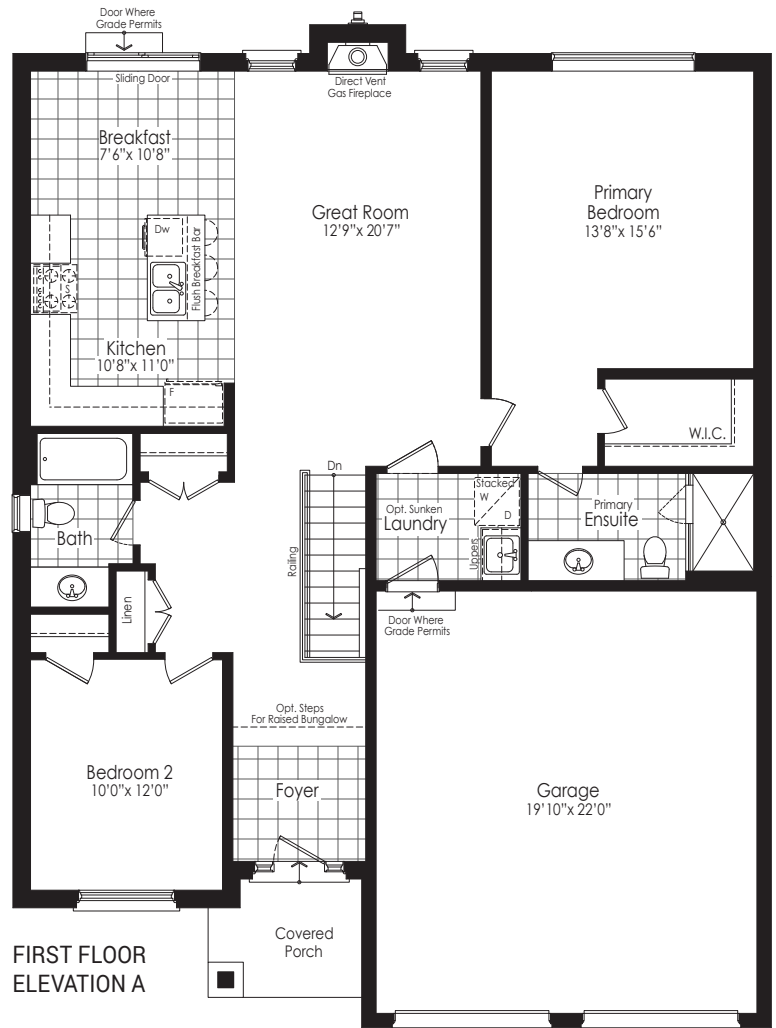 Door Where
Grade Permits
Sliding Door
Direct Vent
Gas Fireplace
Breakfast
7'6"x 10'8"
Great Room
12'9"x 20'7"
Primary
Bedroom
13'8"x 15'6"
Dw
Flush Breakfast Bar
S
Kitchen
10'8"x 11'0"
F
W.I.C.
Dn
Railing
Opt. Sunken
Laundry
Stacked
W
D
Uppers
Primary
Ensuite
Bath
Linen
Door Where
Grade Permits
Opt. Steps
For Raised Bungalow
Bedroom 2
10'0"x 12'0"
Foyer
Garage
19'10"x 22'0"
Covered
Porch
FIRST FLOOR
ELEVATION A